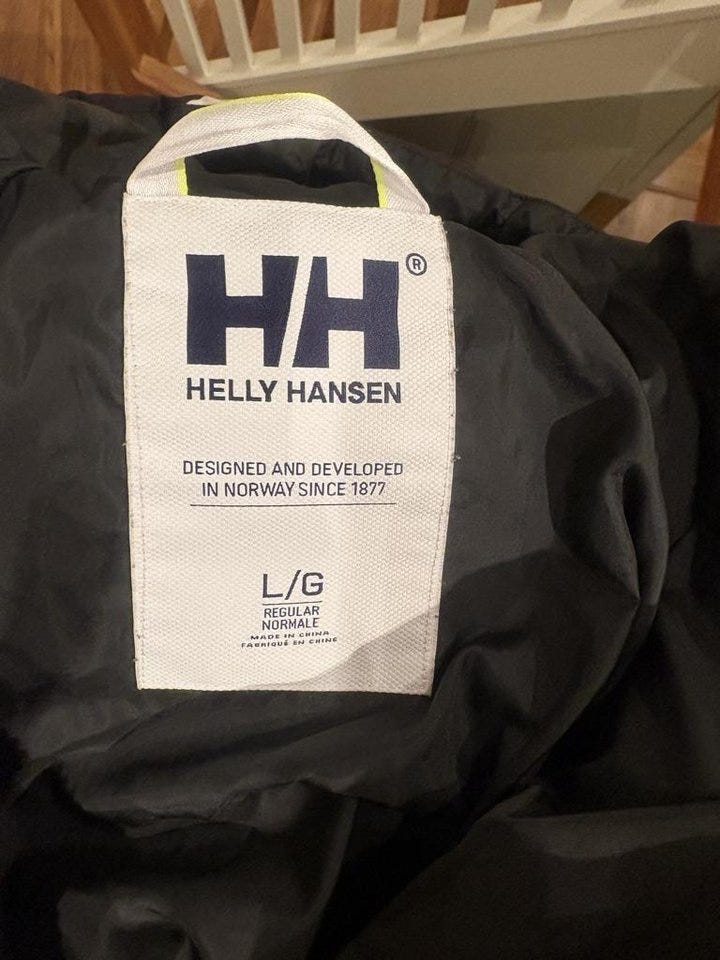 HH®
HELLY HANSEN
DESIGNED AND DEVELOPED
IN NORWAY SINCE 1877
L/G
REGULAR
NORMALE
MADE IN CHINA
FABRIQUÉ EN CHINE